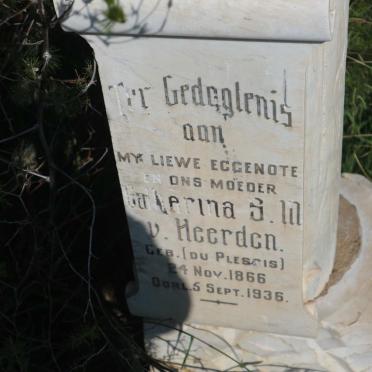 Ter Gedagtenis
aan
MY LIEWE EGGENOTE
EN ONS MOEDER
Catherina S. M
v. Heerden.
GEB. (DU PLESSIS)
24 NOV. 1866
OORL. 5 SEPT. 1936.